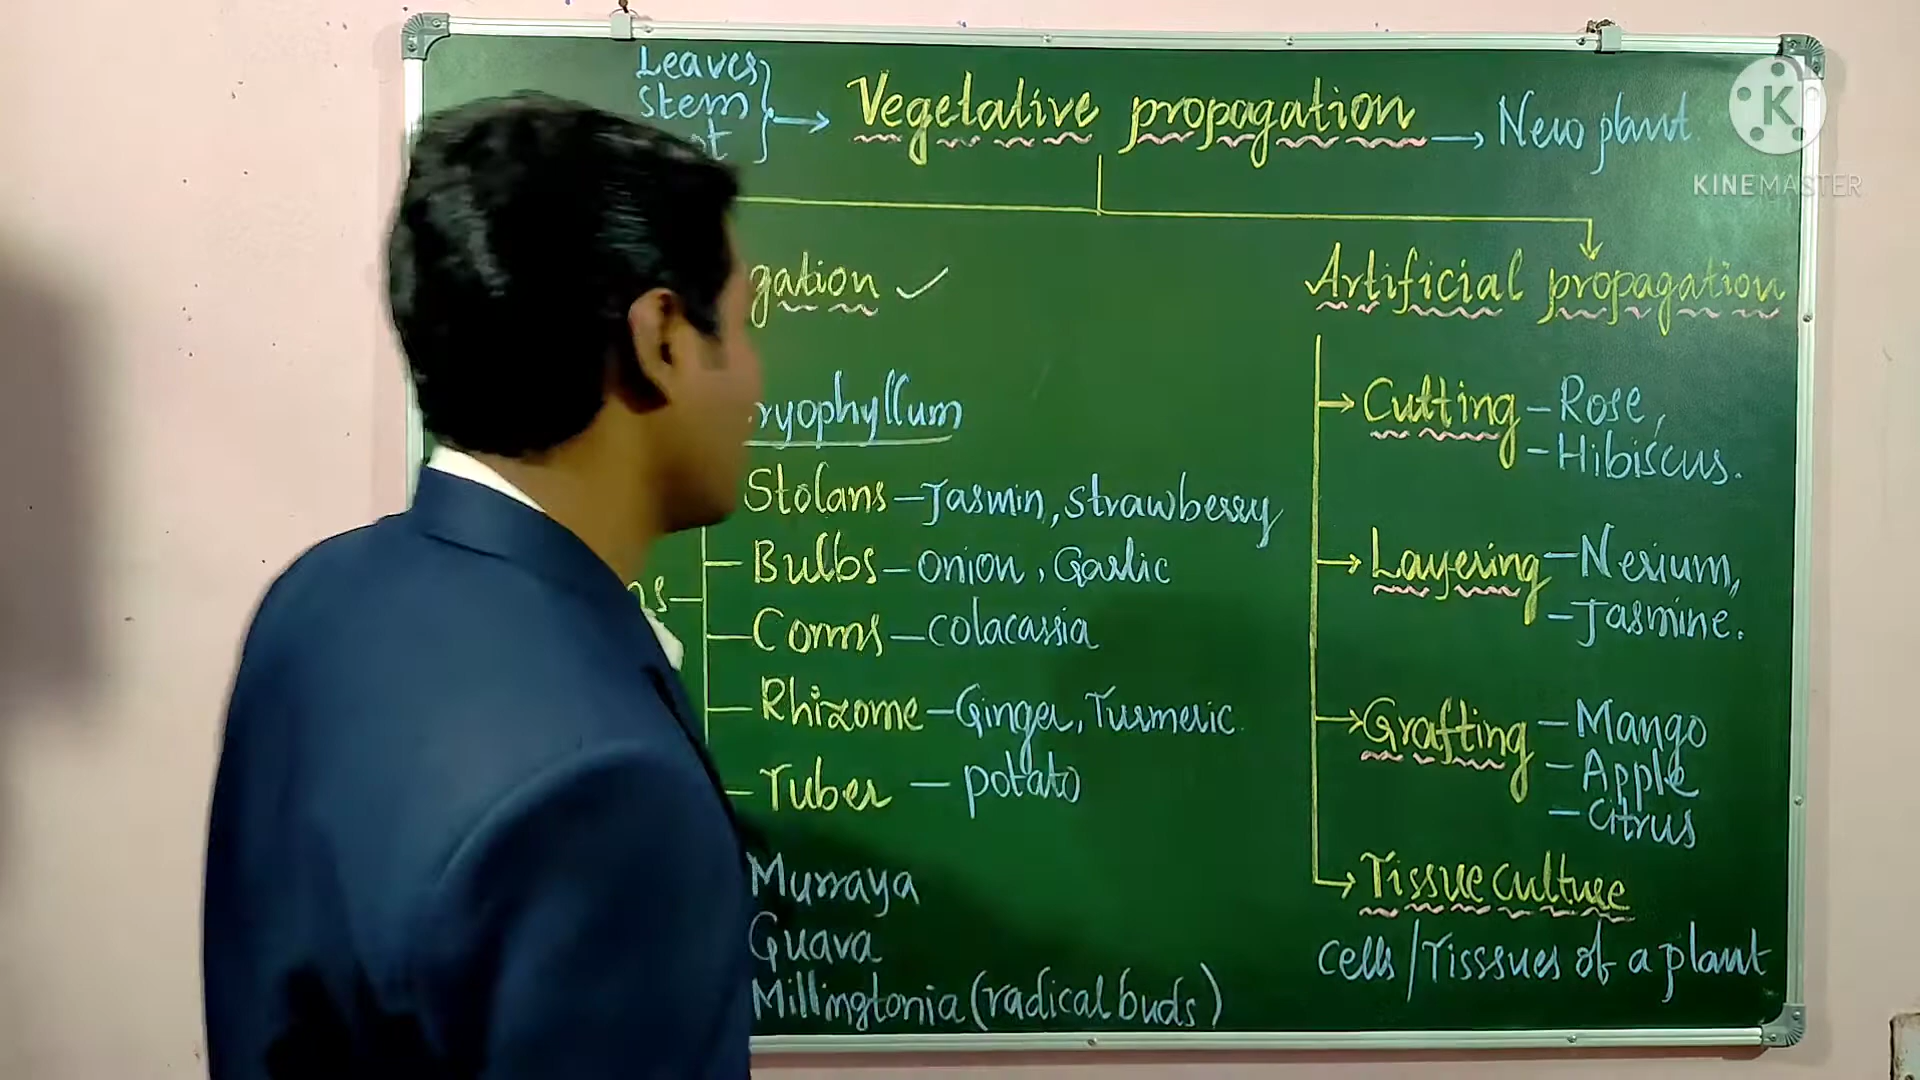 Leaves
Stem
Vegetative propagation → New plant
KINEMASTER
gation ✓
Artificial propagation
ryophyllum
Cutting – Rose,
– Hibiscus.
Stolans – Jasmin, Strawberry
Bulbs – Onion, Garlic
Layering – Nerium,
– Jasmine.
Corms – Colacassia
Rhizome – Ginger, Turmeric.
Grafting – Mango
– Apple
– Citrus
Tuber – potato
Murraya
Tissue culture
Guava
Cells / Tisssues of a plant
Millingtonia (radical buds)